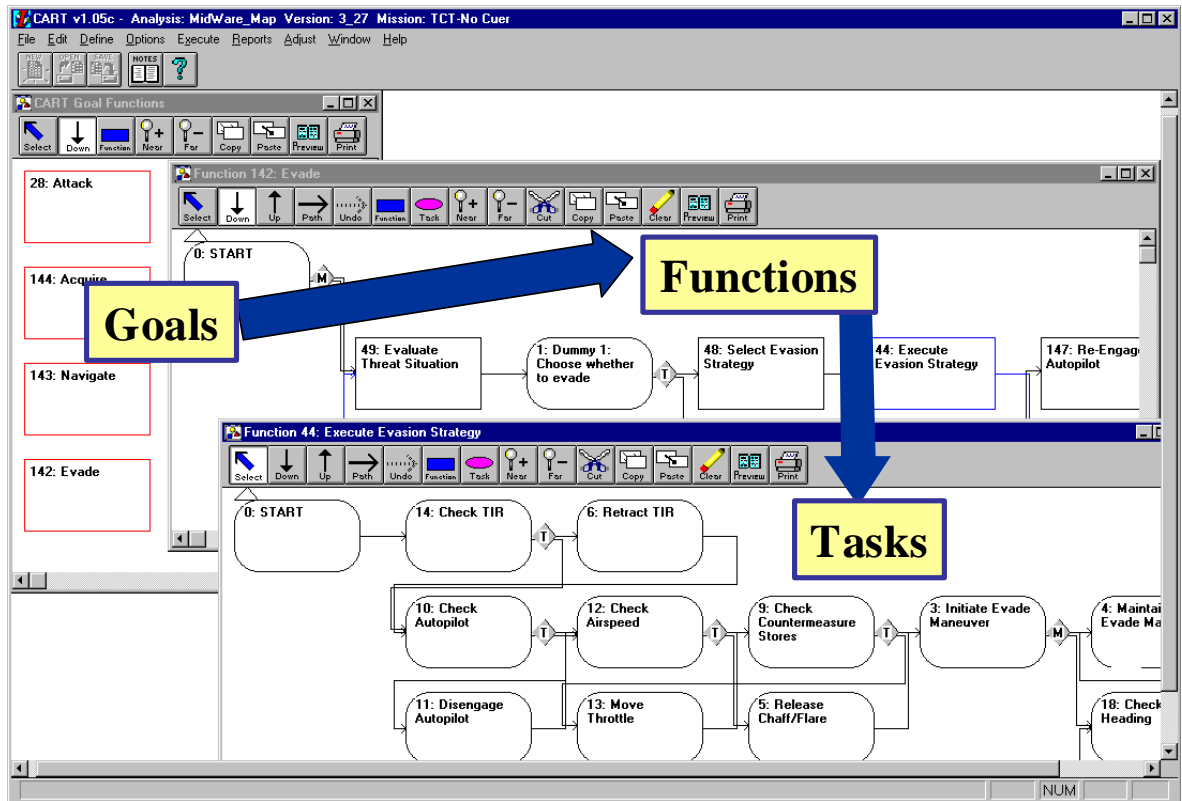 CART v1.05c - Analysis: MidWare_Map Version: 3_27 Mission: TCT-No Cuer
File Edit Define Options Execute Reports Adjust Window Help
NEW OPEN SAVE NOTES
CART Goal Functions
Select Down Function Near Far Copy Paste Preview Print
28: Attack
144: Acquire
143: Navigate
142: Evade
Function 142: Evade
Select Down Up Path Undo Function Task Near Far Cut Copy Paste Clear Preview Print
0: START
M
Goals
Functions
49: Evaluate
Threat Situation
1: Dummy 1:
Choose whether
to evade
T
48: Select Evasion
Strategy
44: Execute
Evasion Strategy
147: Re-Engag
Autopilot
Function 44: Execute Evasion Strategy
Select Down Up Path Undo Function Task Near Far Cut Copy Paste Clear Preview Print
0: START
14: Check TIR
T
6: Retract TIR
Tasks
10: Check
Autopilot
T
12: Check
Airspeed
T
9: Check
Countermeasure
Stores
T
3: Initiate Evade
Maneuver
M
4: Maintai
Evade Ma
11: Disengage
Autopilot
13: Move
Throttle
5: Release
Chaff/Flare
18: Check
Heading
NUM